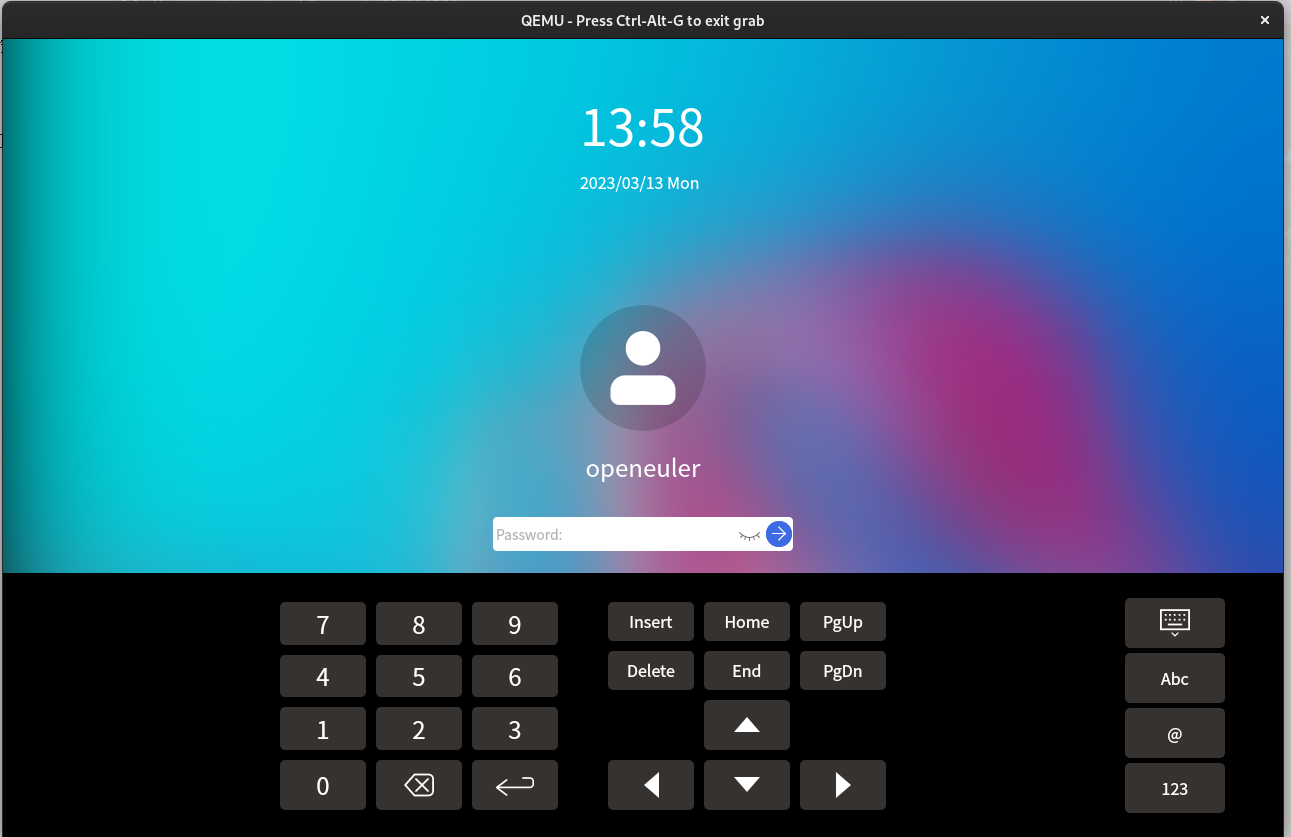 QEMU - Press Ctrl-Alt-G to exit grab
13:58
2023/03/13 Mon
openeuler
Password:
7 8 9 Insert Home PgUp
4 5 6 Delete End PgDn Abc
1 2 3 @
0 123